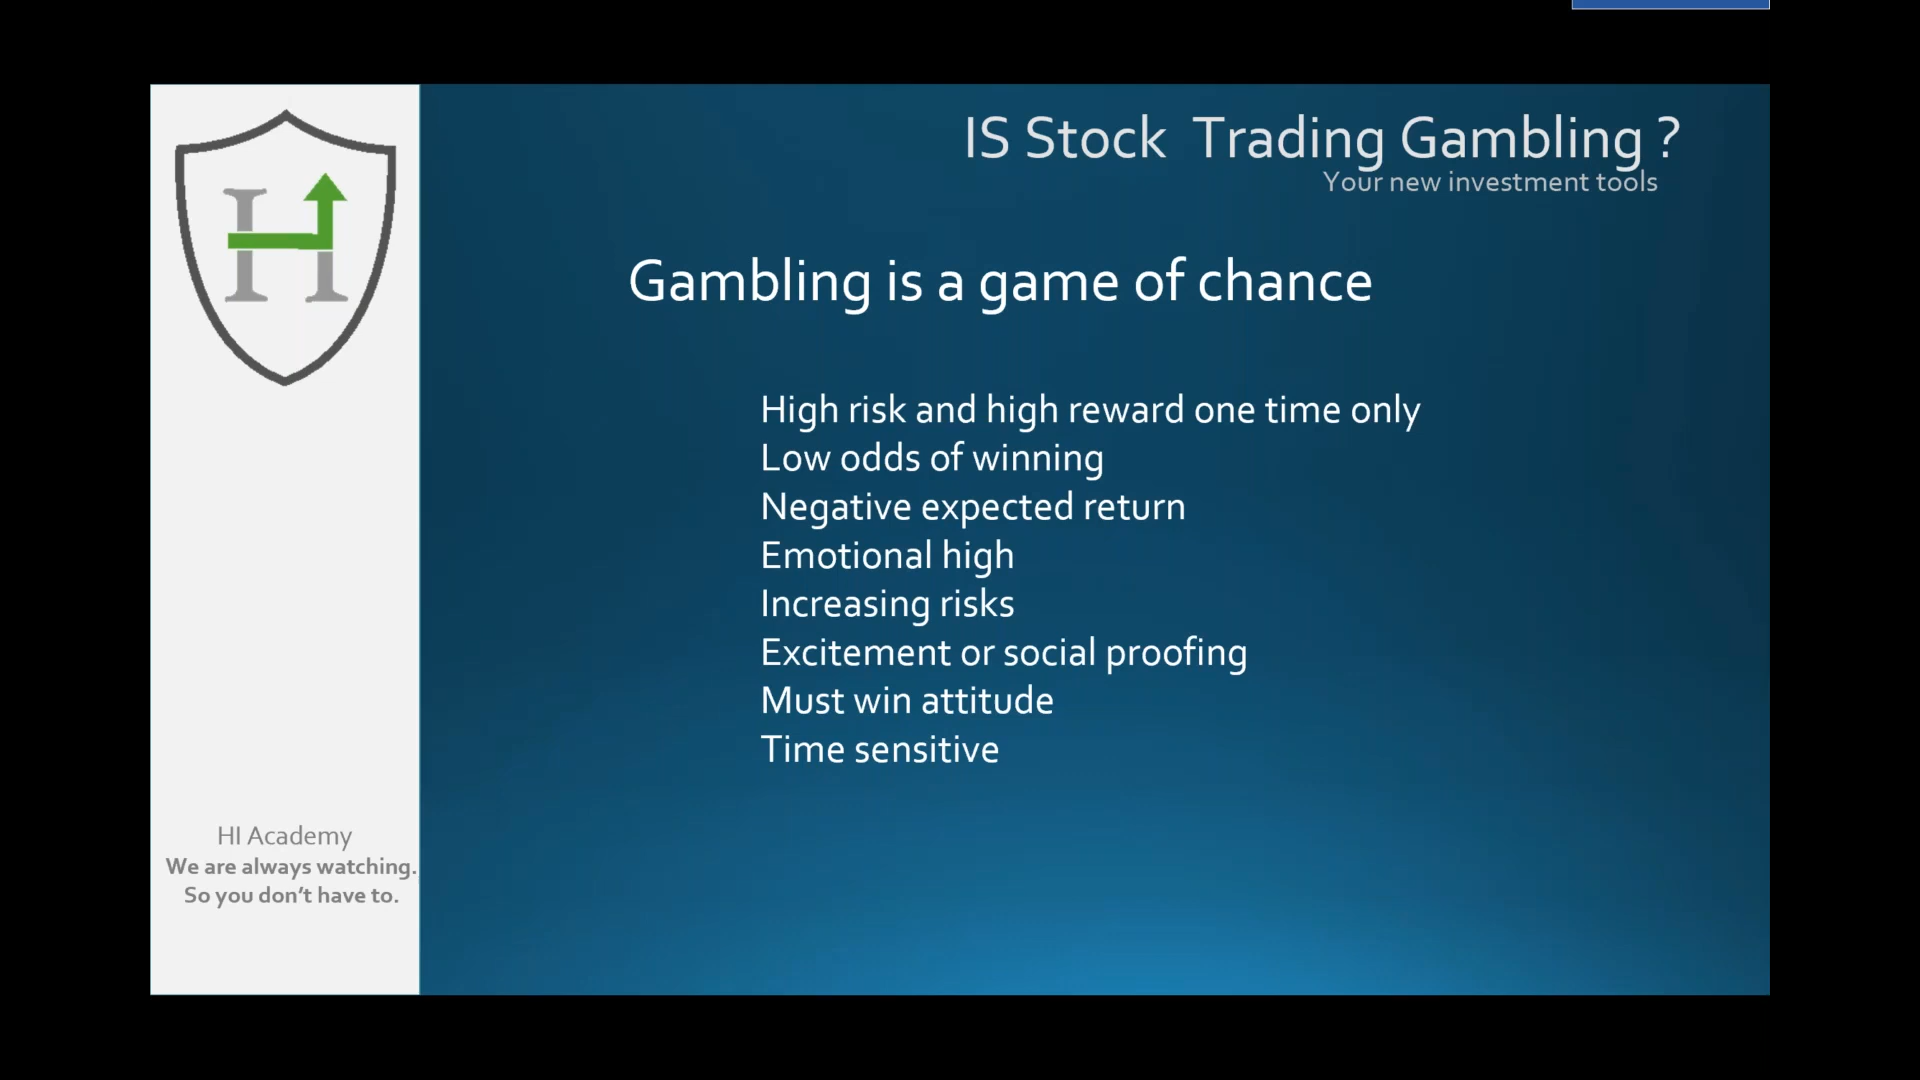 IS Stock Trading Gambling ?
Your new investment tools
Gambling is a game of chance
High risk and high reward one time only
Low odds of winning
Negative expected return
Emotional high
Increasing risks
Excitement or social proofing
Must win attitude
Time sensitive
H
HI Academy
We are always watching.
So you don’t have to.